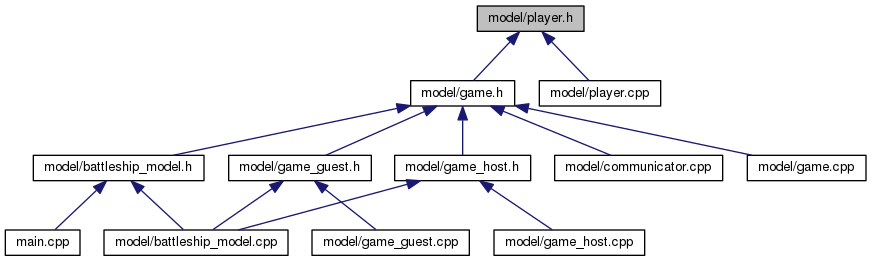 model/player.h
model/game.h
model/player.cpp
model/battleship_model.h
model/game_guest.h
model/game_host.h
model/communicator.cpp
model/game.cpp
main.cpp
model/battleship_model.cpp
model/game_guest.cpp
model/game_host.cpp